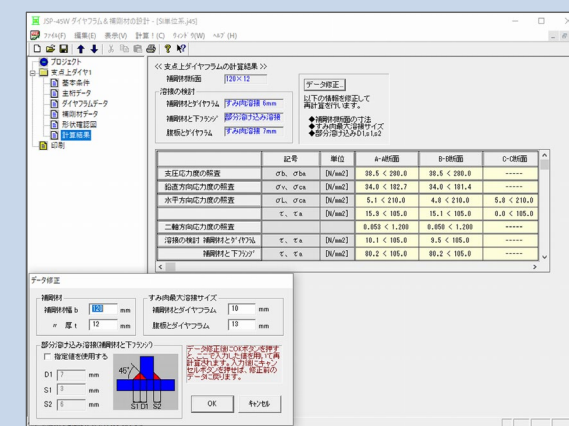 JSP-45W ダイヤフラム＆補剛材の設計 - [SI単位系.j45]
ファイル(F) 編集(E) 表示(V) 計算！(C) ウィンドウ(W) ヘルプ(H)
プロジェクト
支点上ダイヤ1
基本条件
主桁データ
ダイヤフラムデータ
補剛材データ
形状確認図
計算結果
印刷
<< 支点上ダイヤフラムの計算結果 >>
補剛材断面 120×12
溶接の検討
補剛材とダイヤフラム すみ肉溶接 6mm
補剛材と下フランジ 部分溶け込み溶接
腹板とダイヤフラム すみ肉溶接 7mm
データ修正...
以下の情報を修正して
再計算を行います。
◆補剛材断面の寸法
◆すみ肉最大溶接サイズ
◆部分溶け込みD1s1s2
記号 単位 A-A断面 B-B断面 C-C断面
支圧応力度の照査 σb、σba [N/mm2] 38.5 < 280.0 38.5 < 280.0 -----
鉛直方向応力度の照査 σv、σca [N/mm2] 34.0 < 182.7 34.0 < 181.4 -----
水平方向応力度の照査 σL、σca [N/mm2] 5.1 < 210.0 4.8 < 210.0 5.8 < 210.0
τ、τa [N/mm2] 15.9 < 105.0 15.1 < 105.0 0.0 < 105.0
二軸方向応力度の照査 0.053 < 1.200 0.050 < 1.200 -----
溶接の検討 補剛材とダイヤフラム τ、τa [N/mm2] 10.1 < 105.0 9.5 < 105.0 -----
補剛材と下フランジ τ、τa [N/mm2] 80.2 < 105.0 80.2 < 105.0 -----
データ修正
補剛材
補剛材幅 b 120 mm
〃 厚 t 12 mm
すみ肉最大溶接サイズ
補剛材とダイヤフラム 10 mm
腹板とダイヤフラム 13 mm
部分溶け込み溶接(補剛材と下フランジ)
指定値を使用する
D1 7 mm
S1 3 mm
S2 6 mm
45°
S1 D1 S2
データ修正後にOKボタンを押す
と、ここで入力した値を用いて再
計算されます。入力後にキャン
セルボタンを押せば、修正前の
データに戻ります。
OK キャンセル